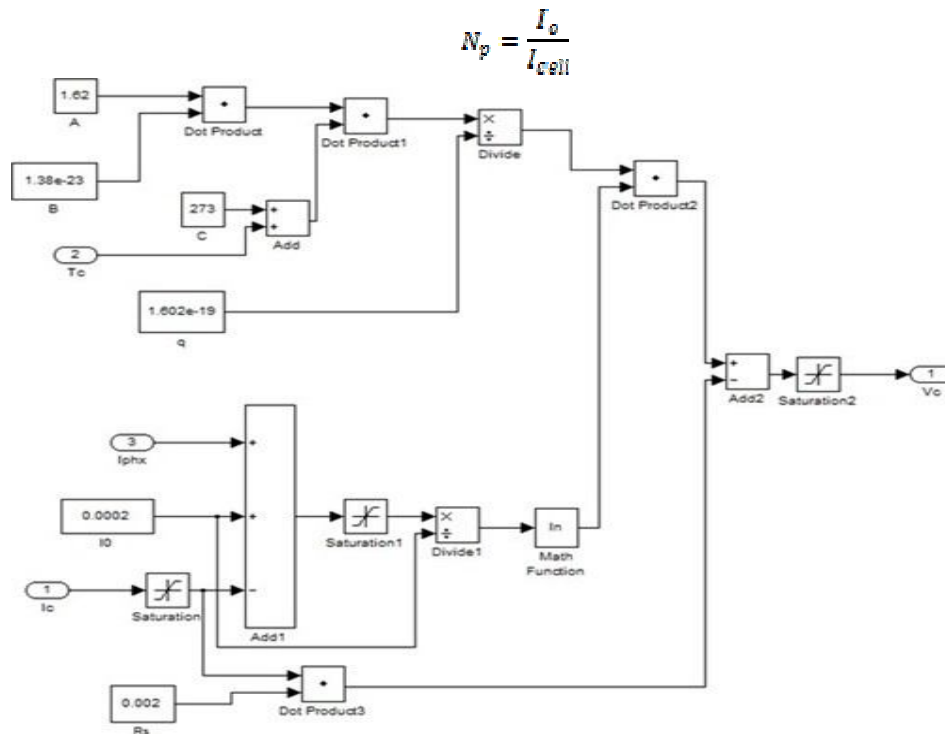 N_p = I_o / I_cell
1.62
A
Dot Product
Dot Product1
×
÷
Divide
1.38e-23
B
273
C
+
+
Add
Dot Product2
2
Tc
1.602e-19
q
+
−
Add2
Saturation2
1
Vc
3
Iphx
+
0.0002
I0
+
Saturation1
×
÷
Divide1
ln
Math
Function
1
Ic
Saturation
−
Add1
0.002
Rs
Dot Product3